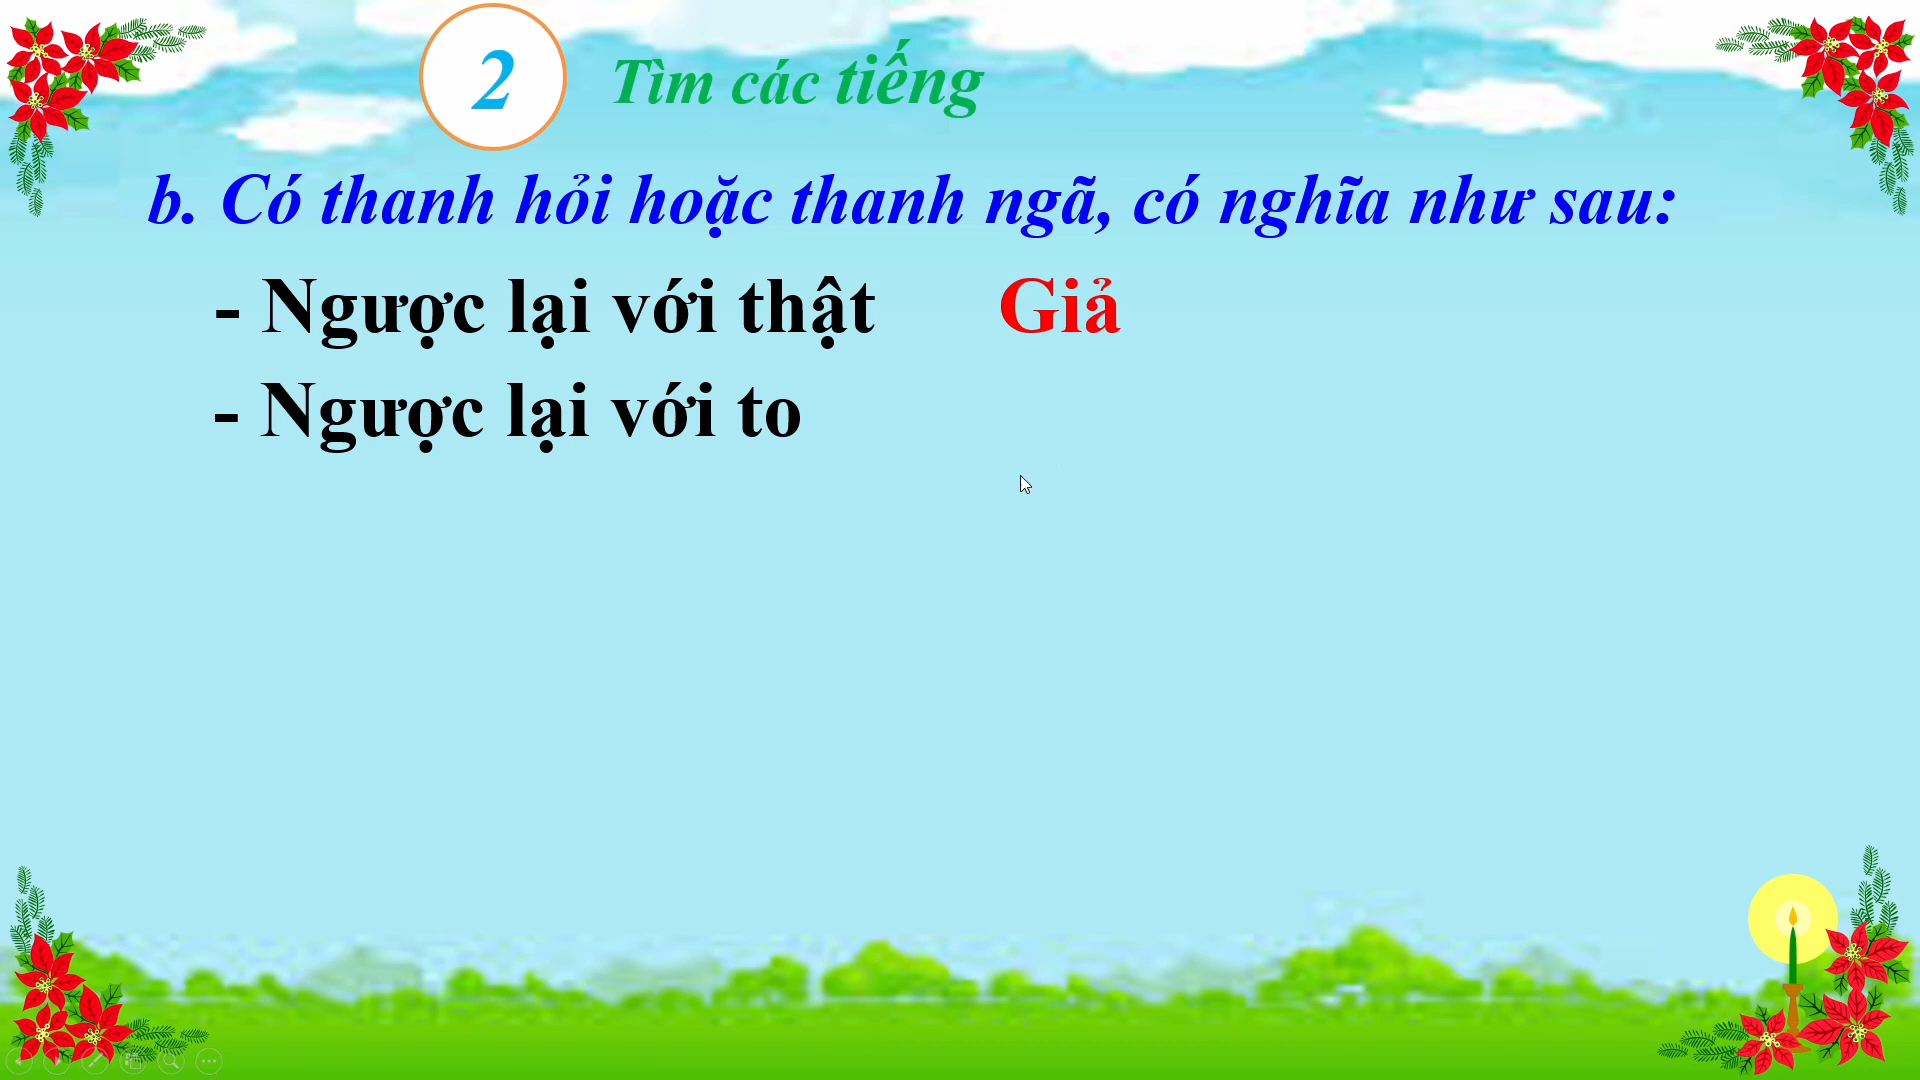 2 Tìm các tiếng
b. Có thanh hỏi hoặc thanh ngã, có nghĩa như sau:
- Ngược lại với thật Giả
- Ngược lại với to